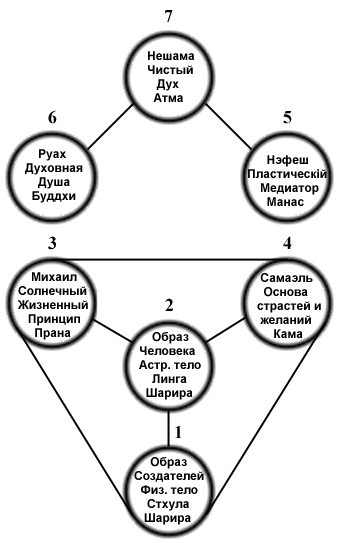 7
Нешама
Чистый
Дух
Атма
6
Руах
Духовная
Душа
Буддхи
5
Нэфеш
Пластическій
Медиатор
Манас
3
Михаил
Солнечный
Жизненный
Принцип
Прана
4
Самаэль
Основа
страстей и
желаний
Кама
2
Образ
Человека
Астр. тело
Линга
Шарира
1
Образ
Создателей
Физ. тело
Стхула
Шарира